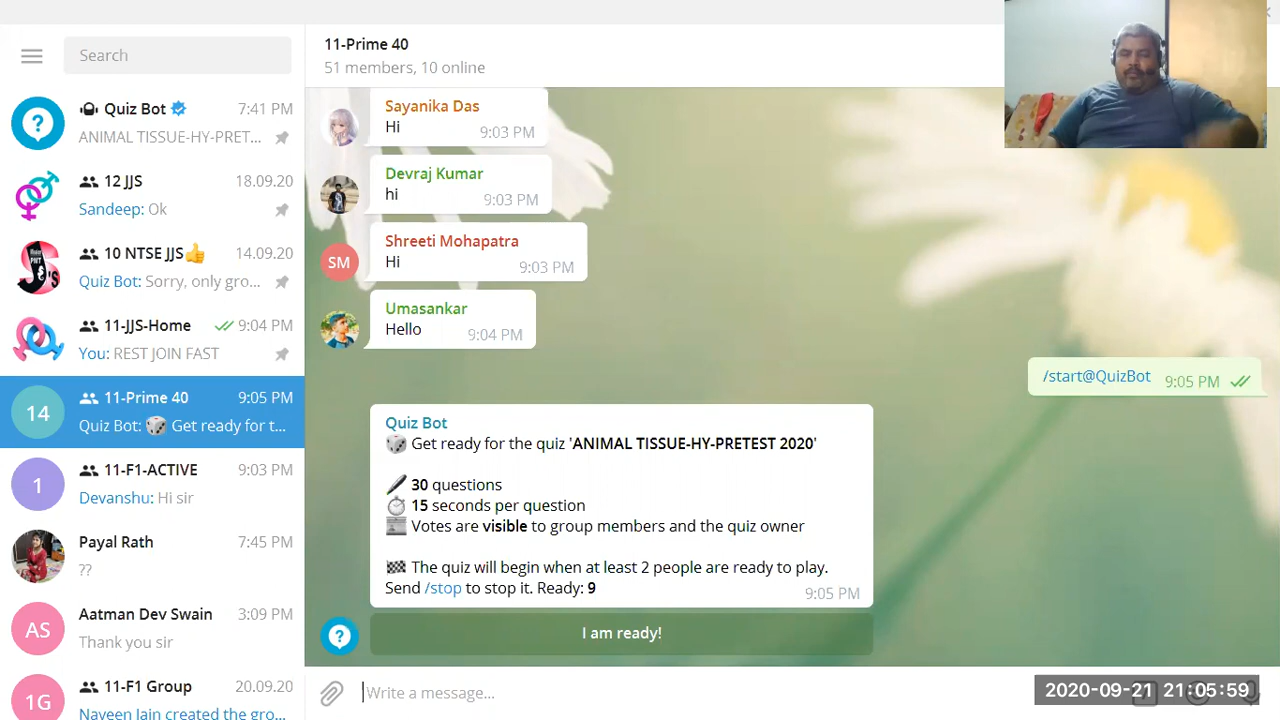 Search
Quiz Bot 7:41 PM
ANIMAL TISSUE-HY-PRET...
12 JJS 18.09.20
Sandeep: Ok
10 NTSE JJS👍 14.09.20
Quiz Bot: Sorry, only gro...
11-JJS-Home 9:04 PM
You: REST JOIN FAST
14
11-Prime 40 9:05 PM
Quiz Bot: 🎲 Get ready for t...
1
11-F1-ACTIVE 9:03 PM
Devanshu: Hi sir
Payal Rath 7:45 PM
??
AS
Aatman Dev Swain 3:09 PM
Thank you sir
1G
11-F1 Group 20.09.20
Naveen Jain created the gro...
11-Prime 40
51 members, 10 online
Sayanika Das
Hi 9:03 PM
Devraj Kumar
hi 9:03 PM
SM
Shreeti Mohapatra
Hi 9:03 PM
Umasankar
Hello 9:04 PM
/start@QuizBot 9:05 PM
Quiz Bot
🎲 Get ready for the quiz 'ANIMAL TISSUE-HY-PRETEST 2020'
🖊 30 questions
⏱ 15 seconds per question
📰 Votes are visible to group members and the quiz owner
🏁 The quiz will begin when at least 2 people are ready to play.
Send /stop to stop it. Ready: 9
9:05 PM
I am ready!
Write a message...
2020-09-21 21:05:59